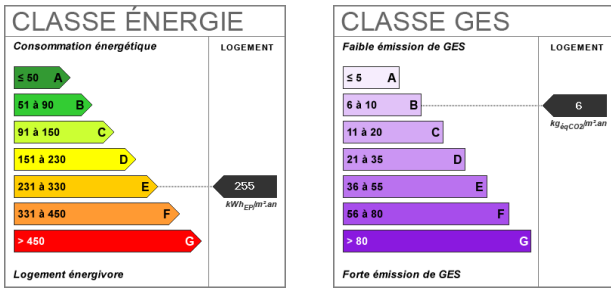 CLASSE ÉNERGIE
Consommation énergétique
LOGEMENT
≤ 50 A
51 à 90 B
91 à 150 C
151 à 230 D
231 à 330 E
255
kWhEP/m².an
331 à 450 F
> 450 G
Logement énergivore
CLASSE GES
Faible émission de GES
LOGEMENT
≤ 5 A
6 à 10 B
6
kgéqCO2/m².an
11 à 20 C
21 à 35 D
36 à 55 E
56 à 80 F
> 80 G
Forte émission de GES